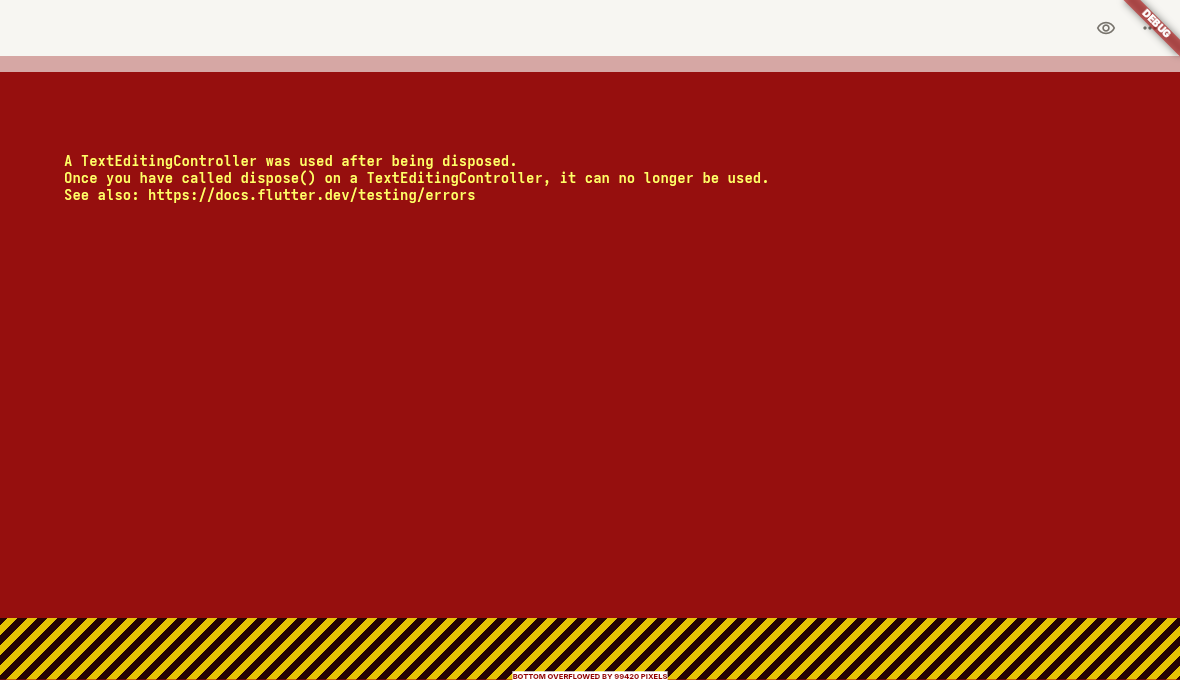 DEBUG
A TextEditingController was used after being disposed.
Once you have called dispose() on a TextEditingController, it can no longer be used.
See also: https://docs.flutter.dev/testing/errors
BOTTOM OVERFLOWED BY 99420 PIXELS